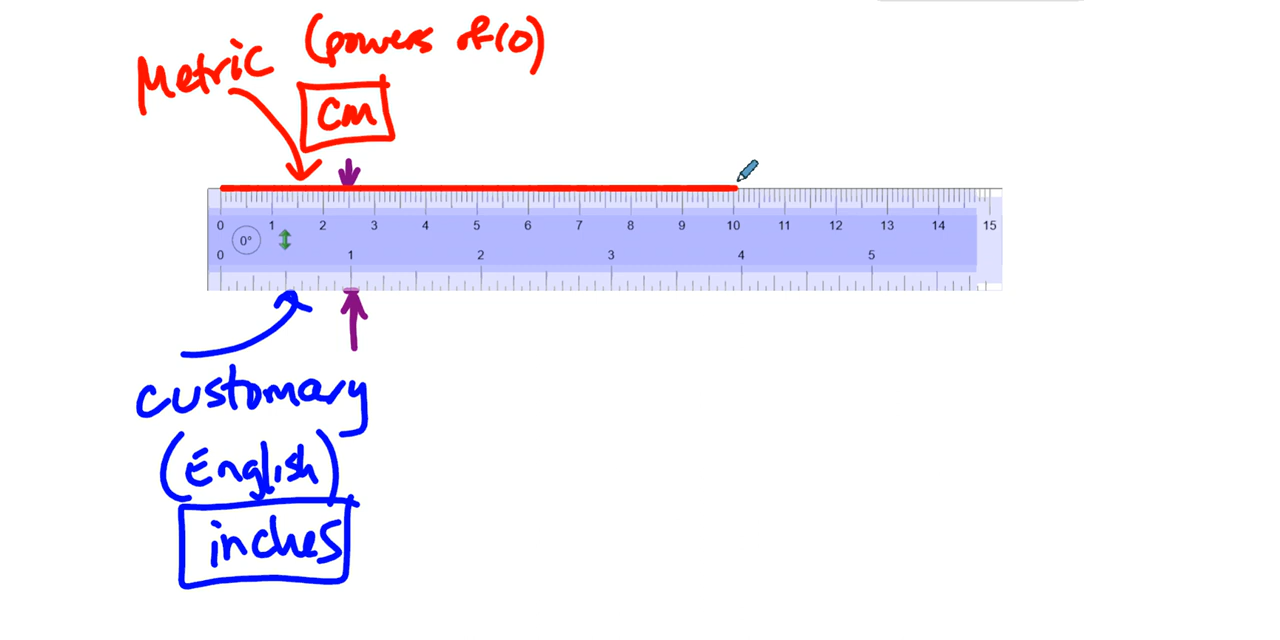 Metric (powers of 10)
cm
0 1 2 3 4 5 6 7 8 9 10 11 12 13 14 15
0°
0 1 2 3 4 5
customary
(English)
inches